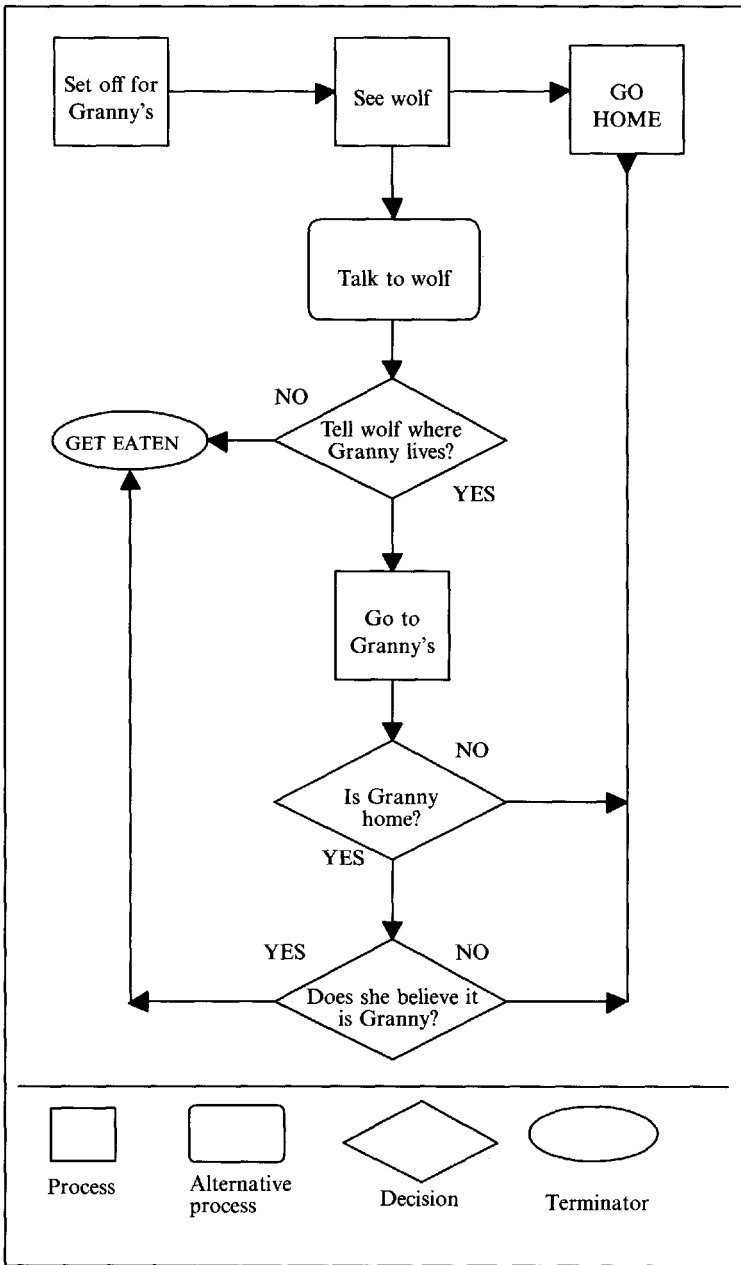 Set off for
Granny's
See wolf
GO
HOME
Talk to wolf
NO
GET EATEN
Tell wolf where
Granny lives?
YES
Go to
Granny's
NO
Is Granny
home?
YES
YES
NO
Does she believe it
is Granny?
Process
Alternative
process
Decision
Terminator